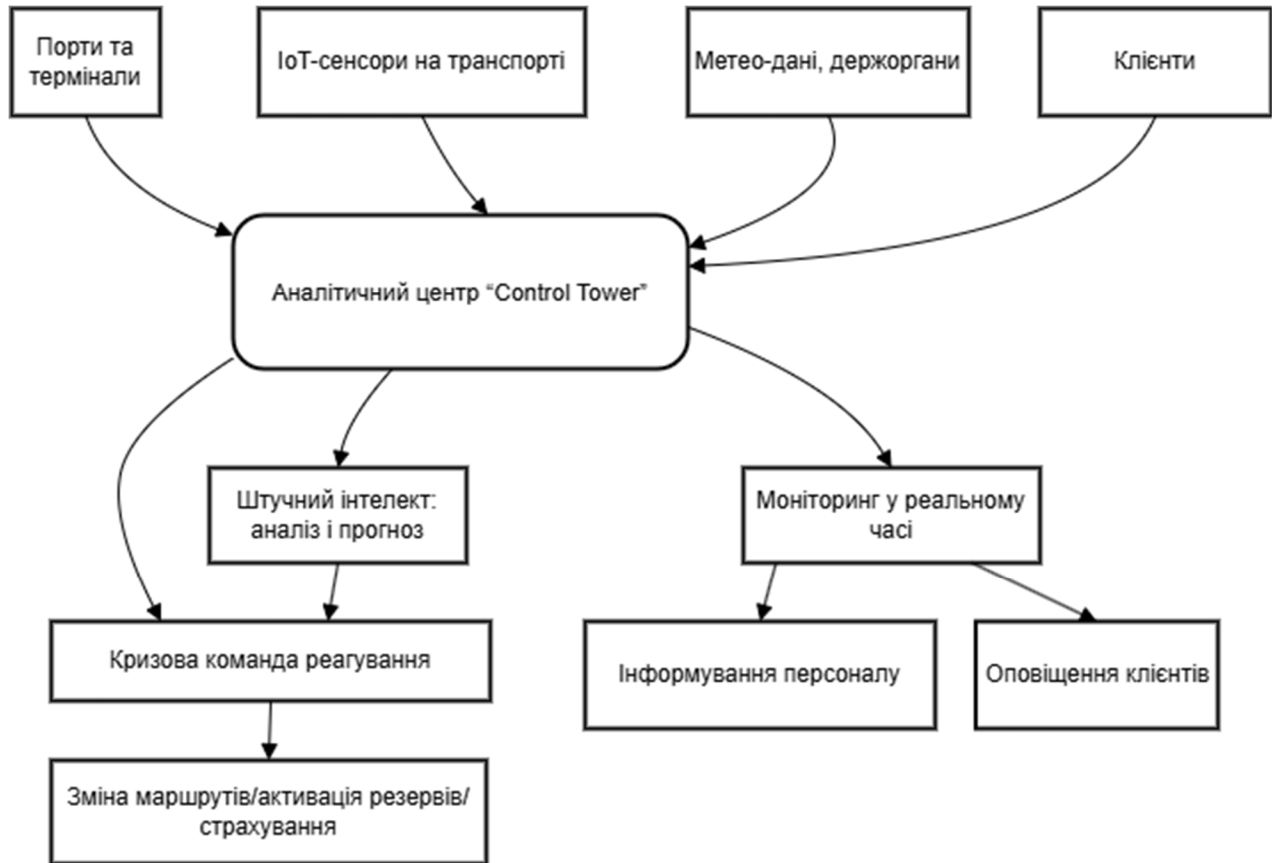 Порти та
термінали
IoT-сенсори на транспорті
Метео-дані, держоргани
Клієнти
Аналітичний центр “Control Tower”
Штучний інтелект:
аналіз і прогноз
Моніторинг у реальному
часі
Кризова команда реагування
Інформування персоналу
Оповіщення клієнтів
Зміна маршрутів/активація резервів/
страхування